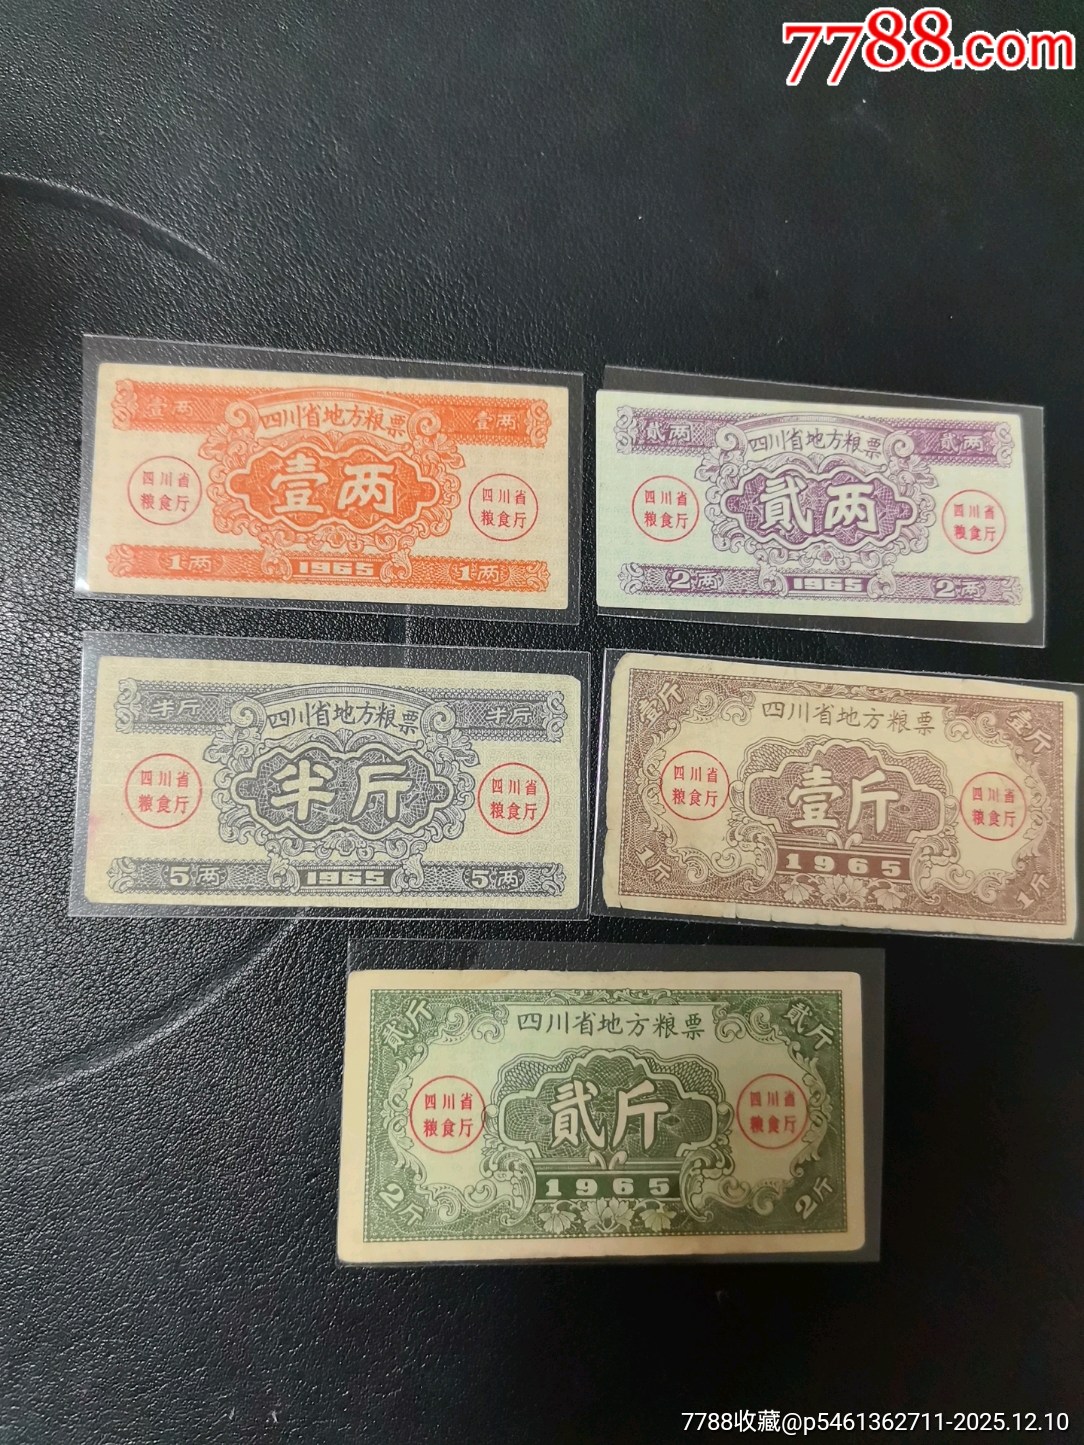 7788.com
壹两
四川省地方粮票
壹两
四川省
粮食厅
壹两
四川省
粮食厅
1两
1965
1两
贰两
四川省地方粮票
贰两
四川省
粮食厅
贰两
四川省
粮食厅
2两
1965
2两
半斤
四川省地方粮票
半斤
四川省
粮食厅
半斤
四川省
粮食厅
5两
1965
5两
壹斤
四川省地方粮票
壹斤
四川省
粮食厅
壹斤
四川省
粮食厅
1斤
1965
1斤
贰斤
四川省地方粮票
贰斤
四川省
粮食厅
贰斤
四川省
粮食厅
2斤
1965
2斤
7788收藏@p5461362711-2025.12.10